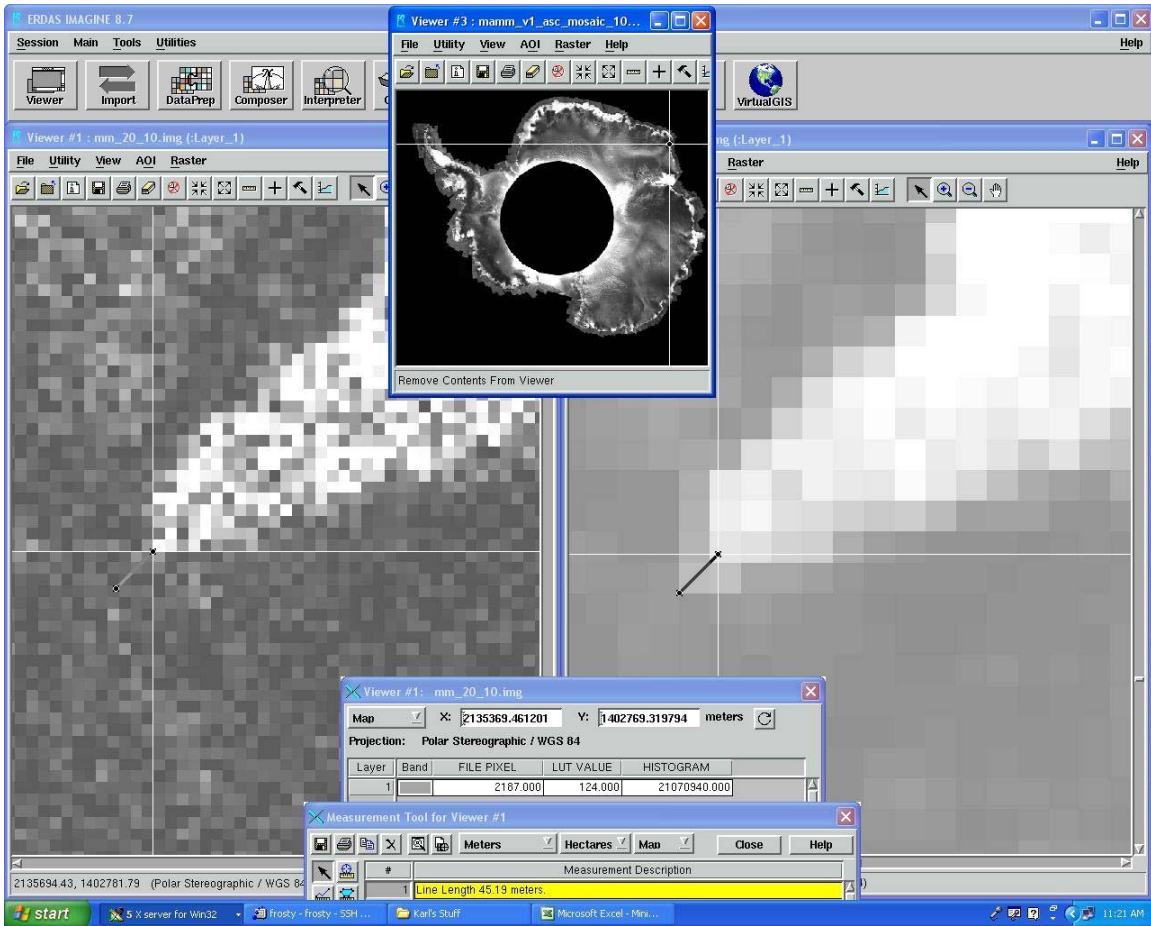 ERDAS IMAGINE 8.7
Session Main Tools Utilities Help
Viewer Import DataPrep Composer Interpreter VirtualGIS
Viewer #3 : mamm_v1_asc_mosaic_10...
File Utility View AOI Raster Help
Remove Contents From Viewer
Viewer #1 : mm_20_10.img (:Layer_1)
File Utility View AOI Raster
ng (:Layer_1)
Raster Help
Viewer #1: mm_20_10.img
Map X: 2135369.461201 Y: 1402769.319794 meters
Projection: Polar Stereographic / WGS 84
Layer Band FILE PIXEL LUT VALUE HISTOGRAM
1 2187.000 124.000 21070940.000
Measurement Tool for Viewer #1
Meters Hectares Map Close Help
# Measurement Description
1 Line Length 45.19 meters.
2135694.43, 1402781.79 (Polar Stereographic / WGS 84
start 5 X server for Win32 frosty - frosty - SSH ... Karl's Stuff Microsoft Excel - Mini... 11:21 AM